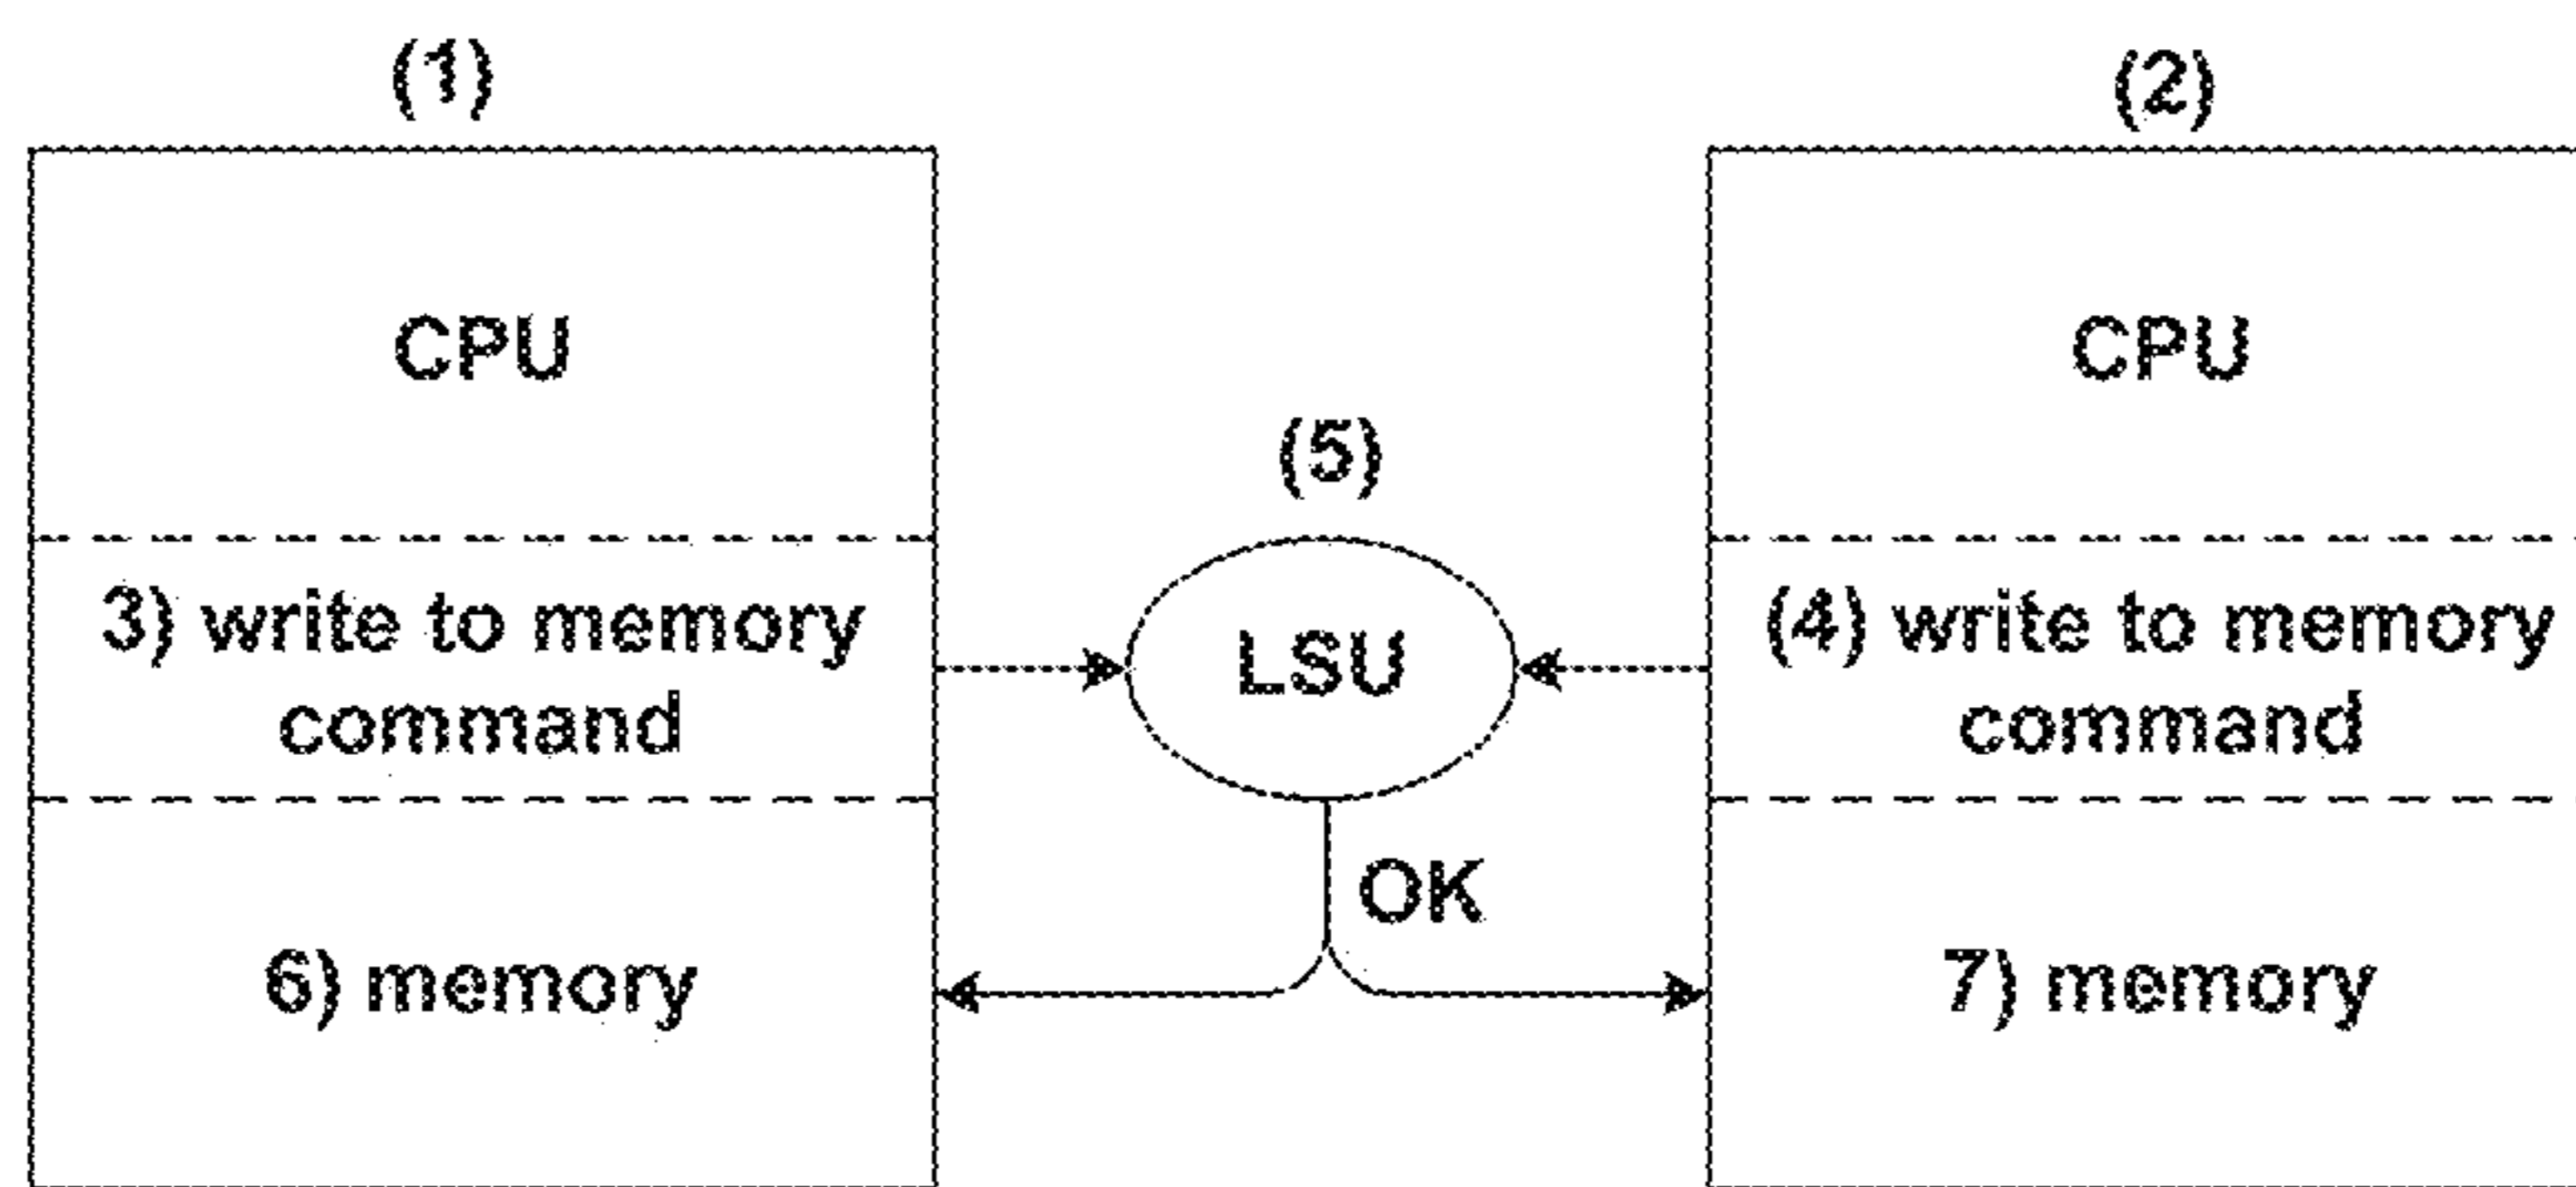 (1)
(2)
CPU
CPU
(5)
3) write to memory
command
LSU
(4) write to memory
command
OK
6) memory
7) memory